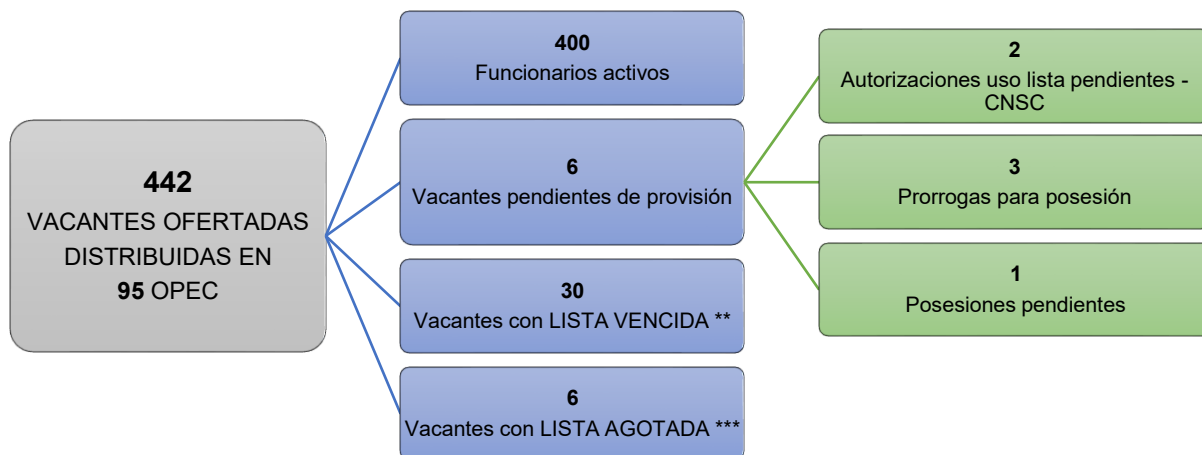 442
VACANTES OFERTADAS
DISTRIBUIDAS EN
95 OPEC
400
Funcionarios activos
6
Vacantes pendientes de provisión
30
Vacantes con LISTA VENCIDA **
6
Vacantes con LISTA AGOTADA ***
2
Autorizaciones uso lista pendientes -
CNSC
3
Prorrogas para posesión
1
Posesiones pendientes